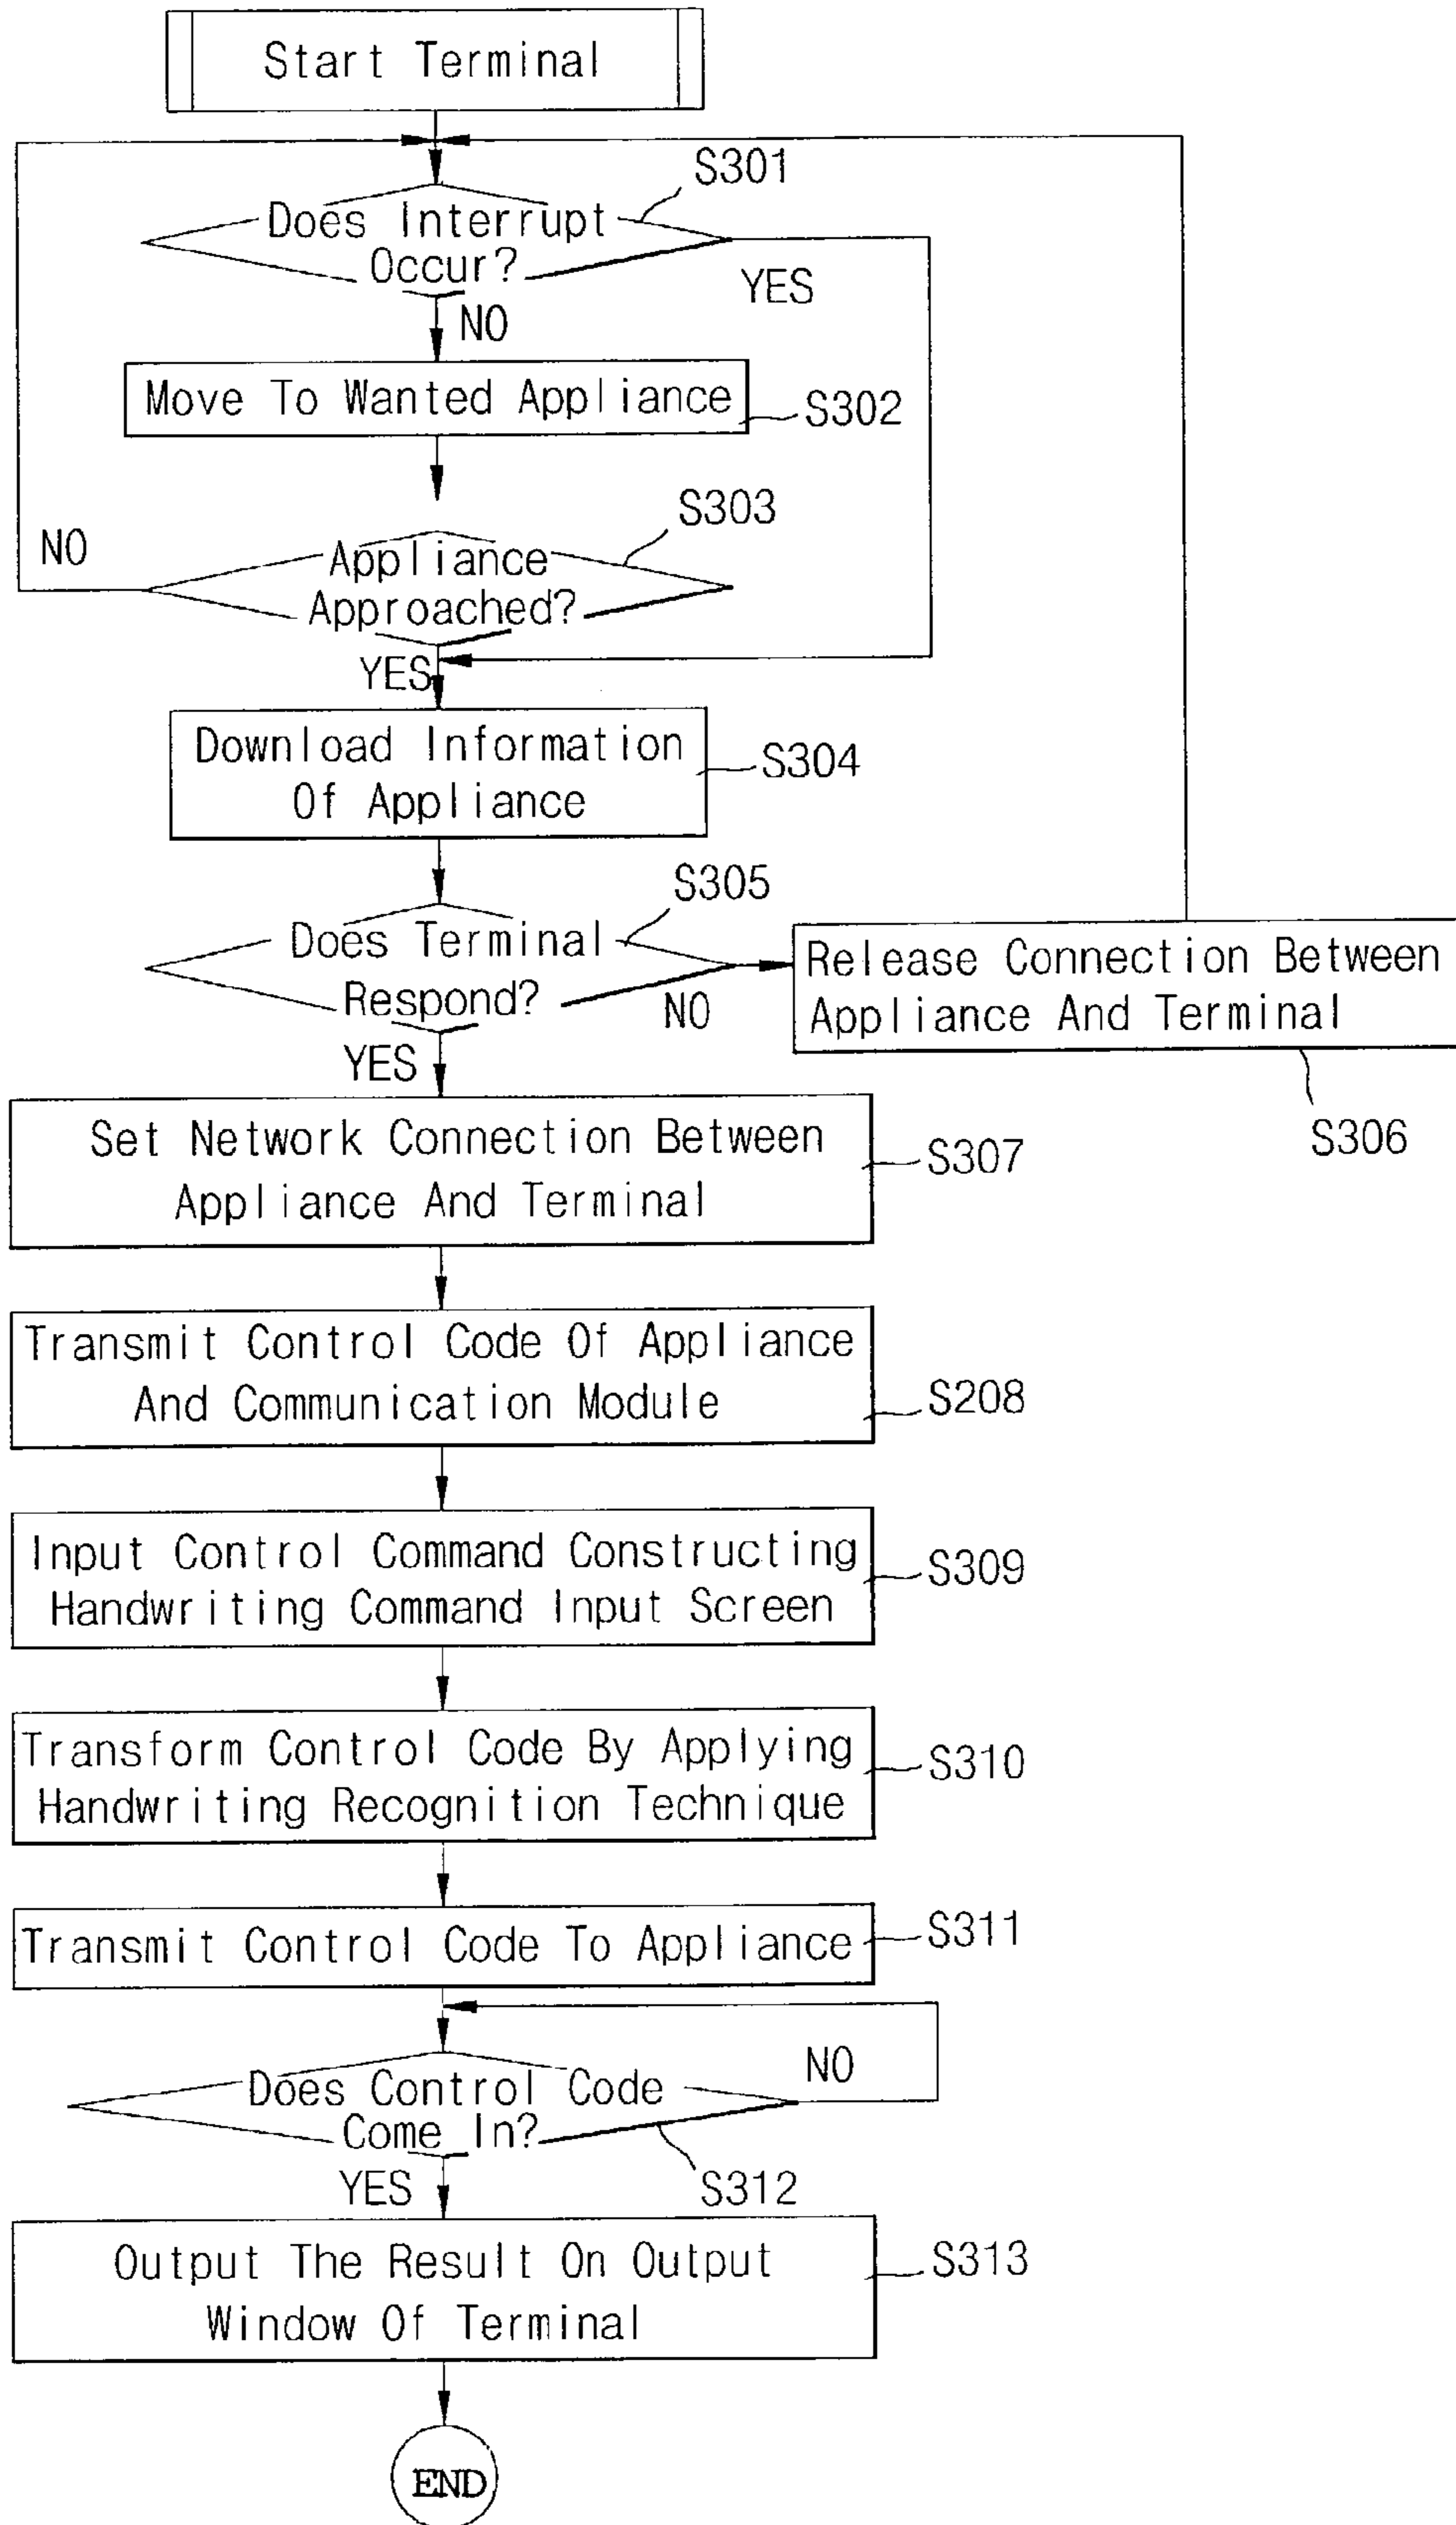 Start Terminal
S301
Does Interrupt
Occur?
YES
NO
Move To Wanted Appliance
S302
S303
NO
Appliance
Approached?
YES
Download Information
Of Appliance
S304
S305
Does Terminal
Respond?
NO
Release Connection Between
Appliance And Terminal
S306
YES
Set Network Connection Between
Appliance And Terminal
S307
Transmit Control Code Of Appliance
And Communication Module
S208
Input Control Command Constructing
Handwriting Command Input Screen
S309
Transform Control Code By Applying
Handwriting Recognition Technique
S310
Transmit Control Code To Appliance
S311
NO
Does Control Code
Come In?
YES
S312
Output The Result On Output
Window Of Terminal
S313
END